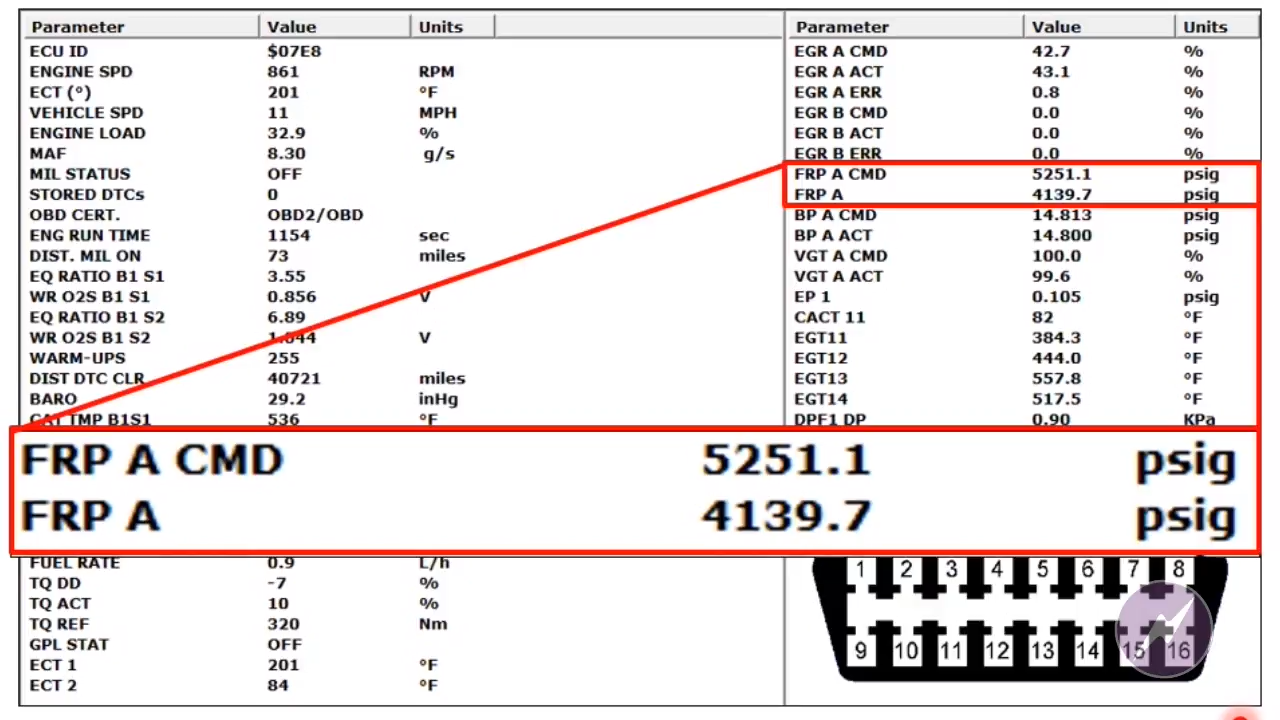 Parameter Value Units
ECU ID $07E8
ENGINE SPD 861 RPM
ECT (°) 201 °F
VEHICLE SPD 11 MPH
ENGINE LOAD 32.9 %
MAF 8.30 g/s
MIL STATUS OFF
STORED DTCs 0
OBD CERT. OBD2/OBD
ENG RUN TIME 1154 sec
DIST. MIL ON 73 miles
EQ RATIO B1 S1 3.55
WR O2S B1 S1 0.856 V
EQ RATIO B1 S2 6.89
WR O2S B1 S2 V
WARM-UPS 255
DIST DTC CLR 40721 miles
BARO 29.2 inHg
CAT TMP B1S1 536 °F
Parameter Value Units
EGR A CMD 42.7 %
EGR A ACT 43.1 %
EGR A ERR 0.8 %
EGR B CMD 0.0 %
EGR B ACT 0.0 %
EGR B ERR 0.0 %
FRP A CMD 5251.1 psig
FRP A 4139.7 psig
BP A CMD 14.813 psig
BP A ACT 14.800 psig
VGT A CMD 100.0 %
VGT A ACT 99.6 %
EP 1 0.105 psig
CACT 11 82 °F
EGT11 384.3 °F
EGT12 444.0 °F
EGT13 557.8 °F
EGT14 517.5 °F
DPF1 DP 0.90 KPa
FRP A CMD 5251.1 psig
FRP A 4139.7 psig
FUEL RATE 0.9 L/h
TQ DD -7 %
TQ ACT 10 %
TQ REF 320 Nm
GPL STAT OFF
ECT 1 201 °F
ECT 2 84 °F
1 2 3 4 5 6 7 8
9 10 11 12 13 14 15 16